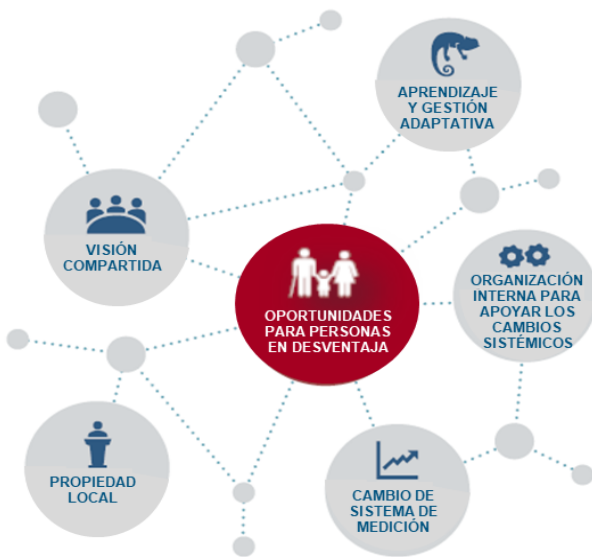 APRENDIZAJE
Y GESTIÓN
ADAPTATIVA
VISIÓN
COMPARTIDA
ORGANIZACIÓN
INTERNA PARA
APOYAR LOS
CAMBIOS
SISTÉMICOS
OPORTUNIDADES
PARA PERSONAS
EN DESVENTAJA
PROPIEDAD
LOCAL
CAMBIO DE
SISTEMA DE
MEDICIÓN